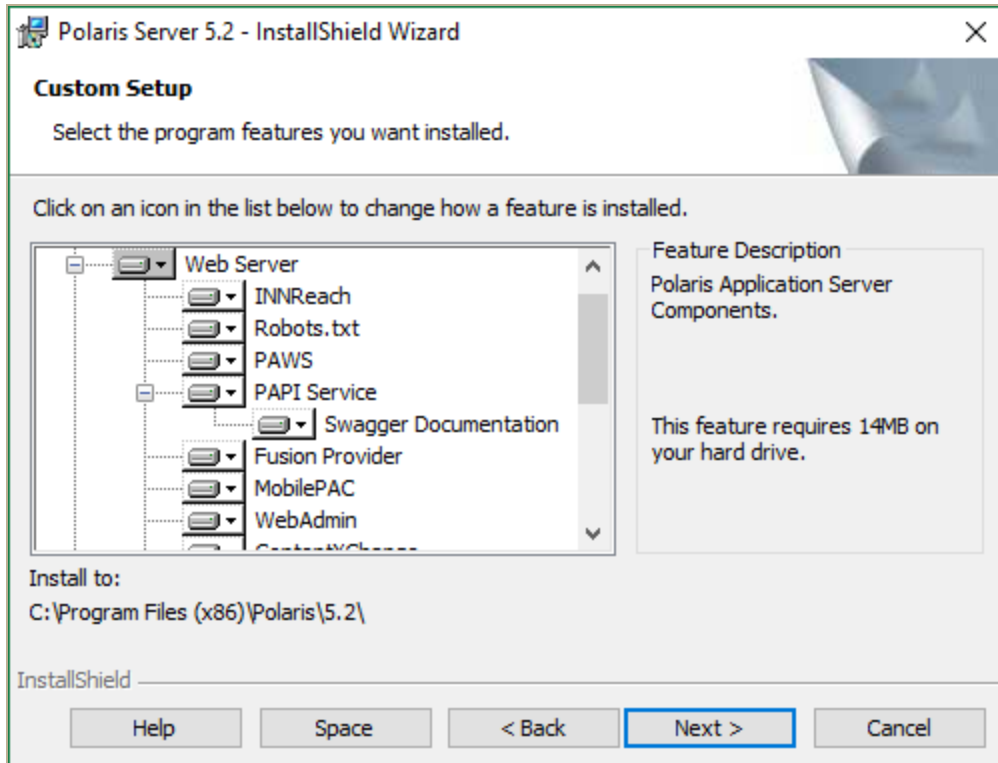 Polaris Server 5.2 - InstallShield Wizard
Custom Setup
Select the program features you want installed.
Click on an icon in the list below to change how a feature is installed.
Web Server
INNReach
Robots.txt
PAWS
PAPI Service
Swagger Documentation
Fusion Provider
MobilePAC
WebAdmin
ContentXChange
Feature Description
Polaris Application Server
Components.
This feature requires 14MB on
your hard drive.
Install to:
C:\Program Files (x86)\Polaris\5.2\
InstallShield
Help
Space
< Back
Next >
Cancel